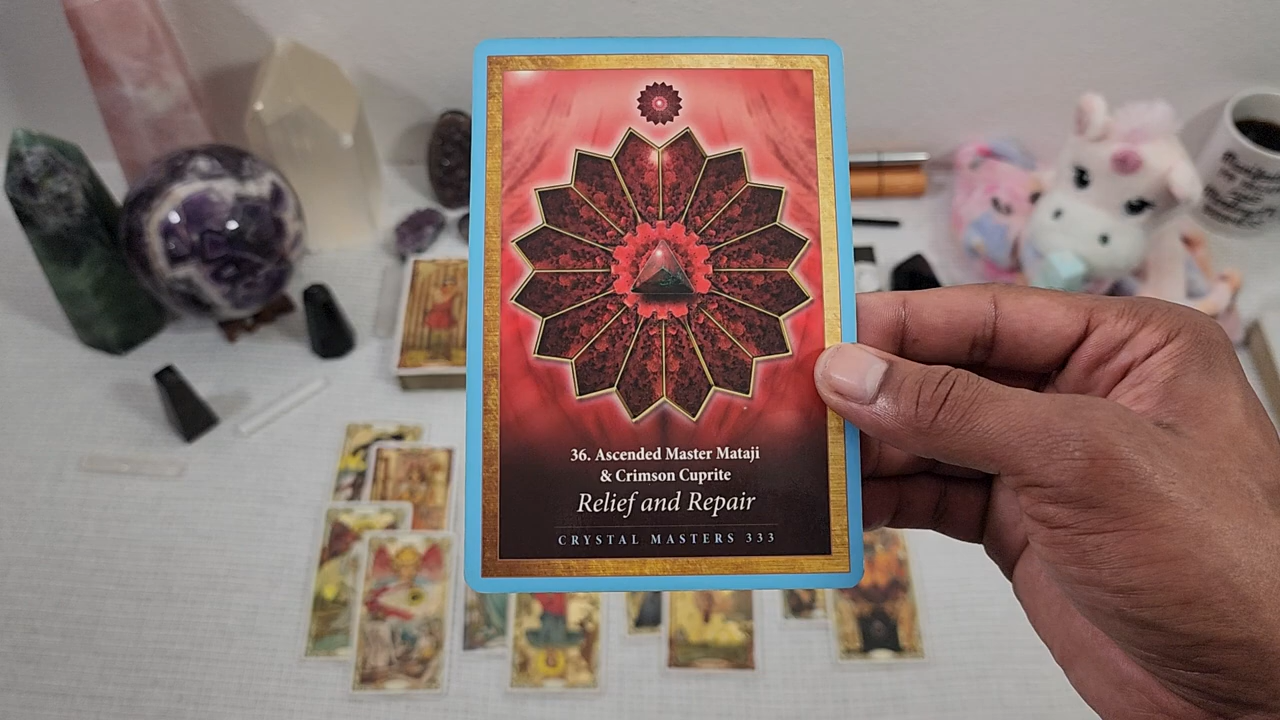 36. Ascended Master Mataji
& Crimson Cuprite
Relief and Repair
CRYSTAL MASTERS 333